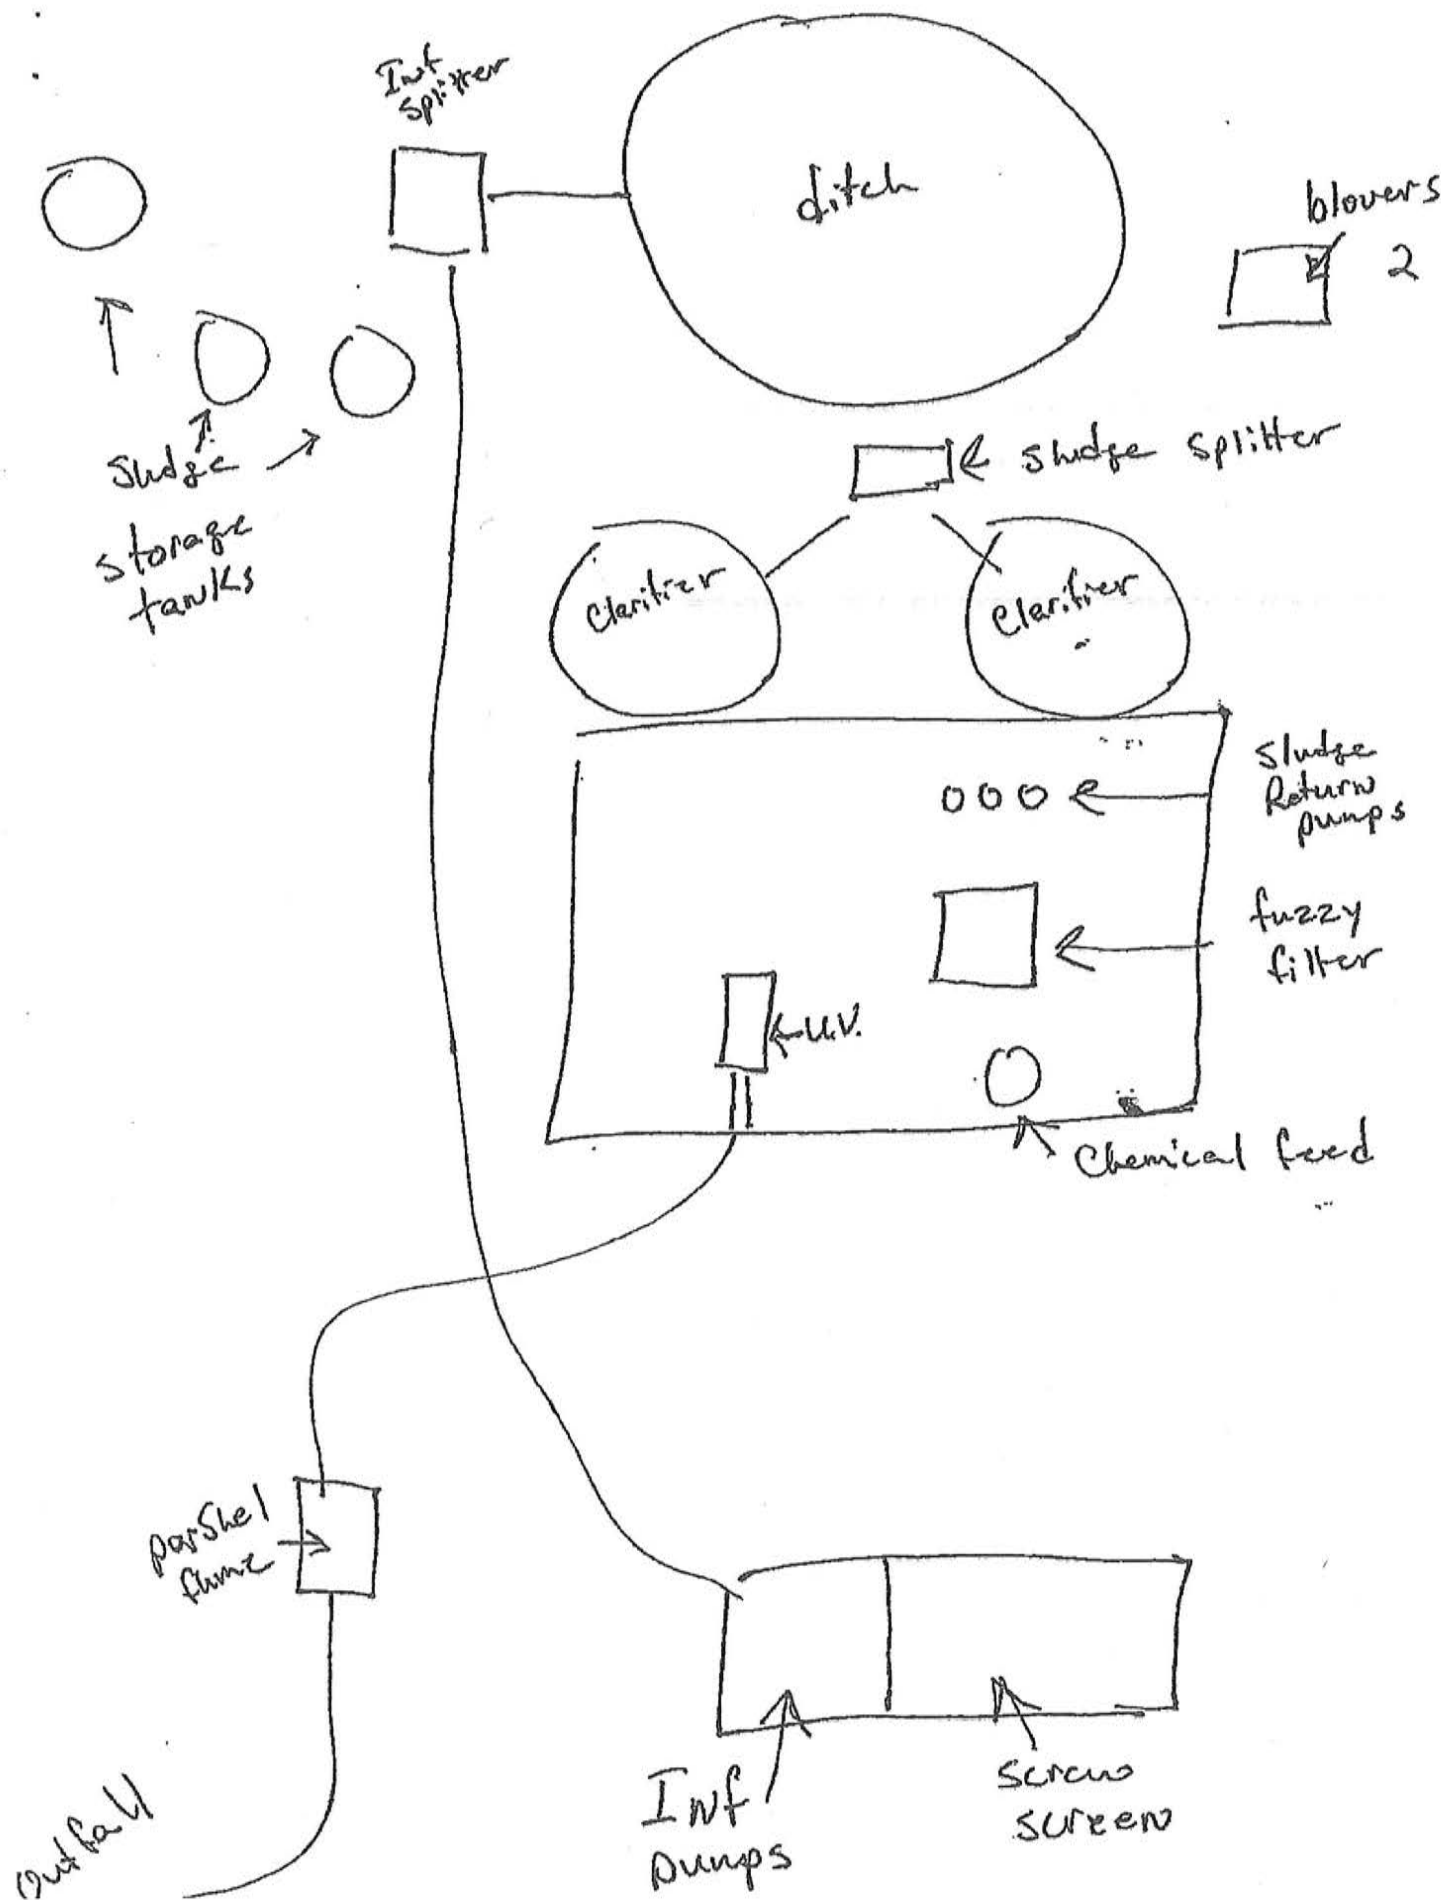 Inf
splitter
ditch
blowers
2
sludge
storage
tanks
sludge splitter
Clarifier
Clarifier
sludge
Return
pumps
fuzzy
filter
U.V.
Chemical feed
parshel
flume
outfall
Inf
pumps
screw
screen